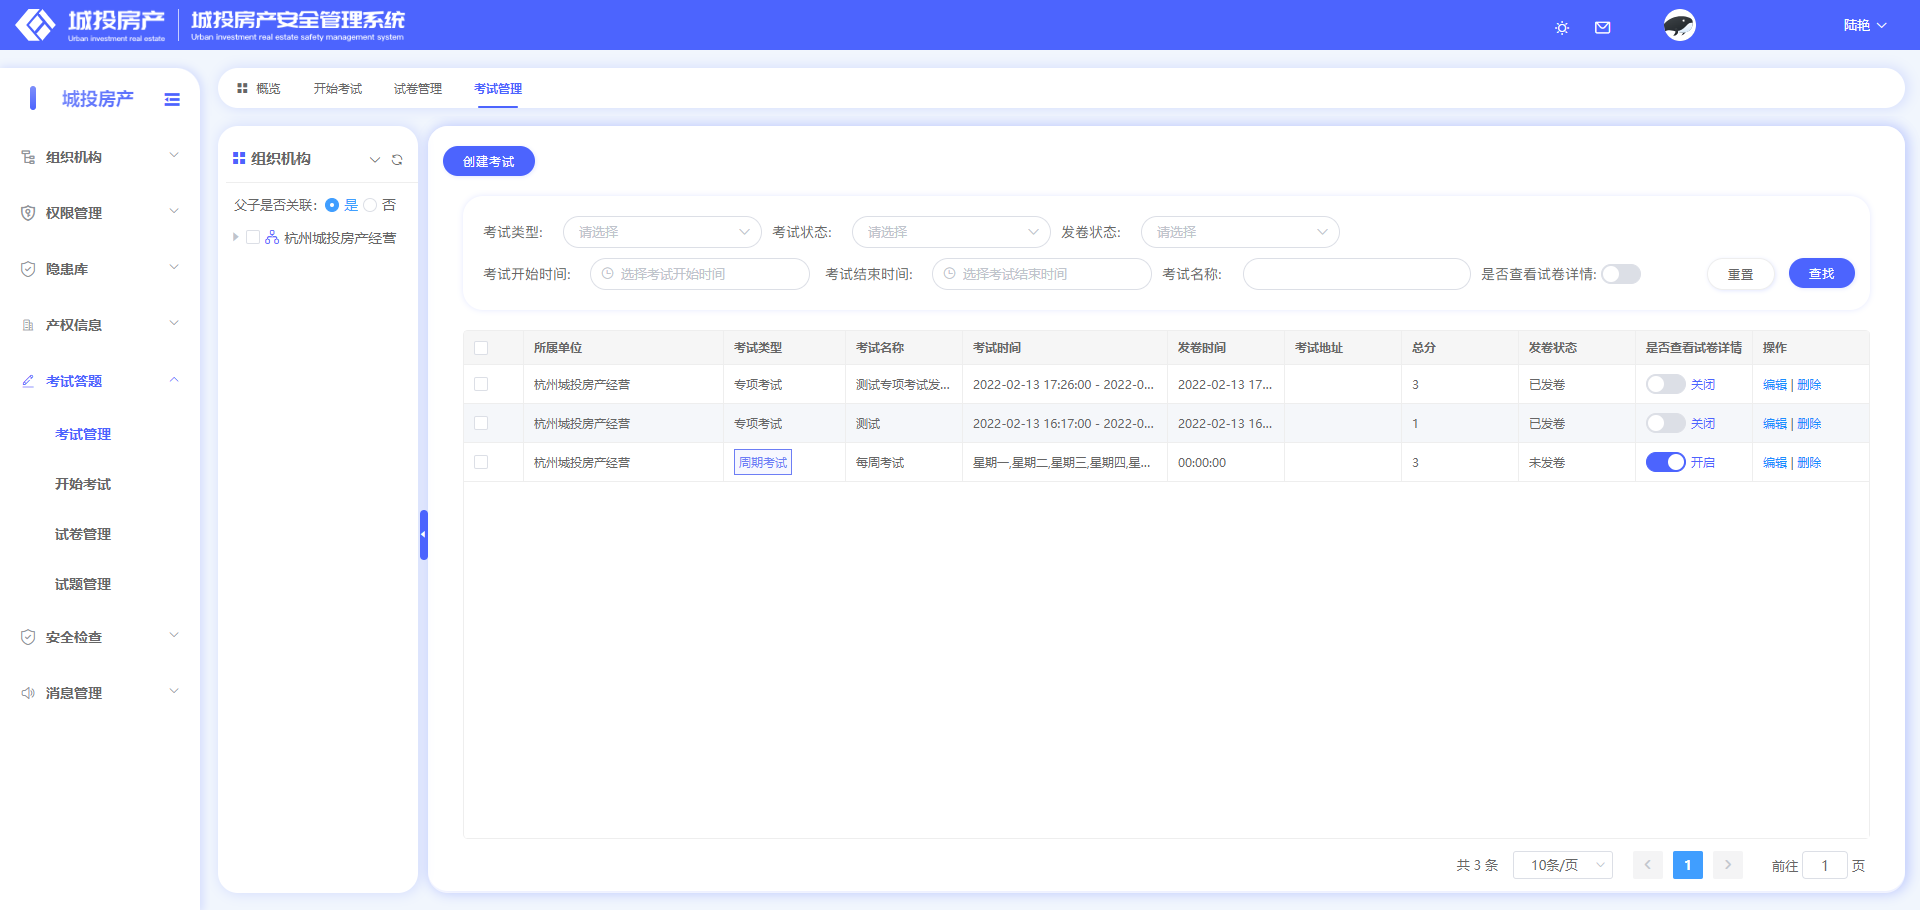 城投房产 城投房产安全管理系统
Urban investment real estate Urban investment real estate safety management system
陆艳
城投房产
组织机构
权限管理
隐患库
产权信息
考试答题
考试管理
开始考试
试卷管理
试题管理
安全检查
消息管理
概览 开始考试 试卷管理 考试管理
组织机构
父子是否关联: 是 否
杭州城投房产经营
创建考试
考试类型: 请选择 考试状态: 请选择 发卷状态: 请选择
考试开始时间: 选择考试开始时间 考试结束时间: 选择考试结束时间 考试名称: 是否查看试卷详情: 重置 查找
所属单位 考试类型 考试名称 考试时间 发卷时间 考试地址 总分 发卷状态 是否查看试卷详情 操作
杭州城投房产经营 专项考试 测试专项考试发... 2022-02-13 17:26:00 - 2022-0... 2022-02-13 17... 3 已发卷 关闭 编辑 | 删除
杭州城投房产经营 专项考试 测试 2022-02-13 16:17:00 - 2022-0... 2022-02-13 16... 1 已发卷 关闭 编辑 | 删除
杭州城投房产经营 周期考试 每周考试 星期一,星期二,星期三,星期四,星... 00:00:00 3 未发卷 开启 编辑 | 删除
共 3 条 10条/页 1 前往 1 页